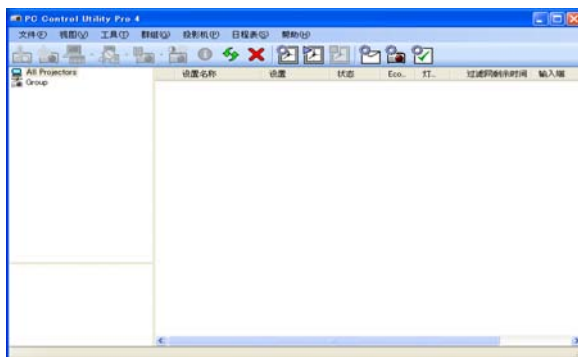 PC Control Utility Pro 4
文件(F) 视图(V) 工具(T) 群组(G) 投影机(P) 日程表(S) 帮助(H)
All Projectors
设置名称 设置 状态 Eco... 灯... 过滤网剩余时间 输入端
Group